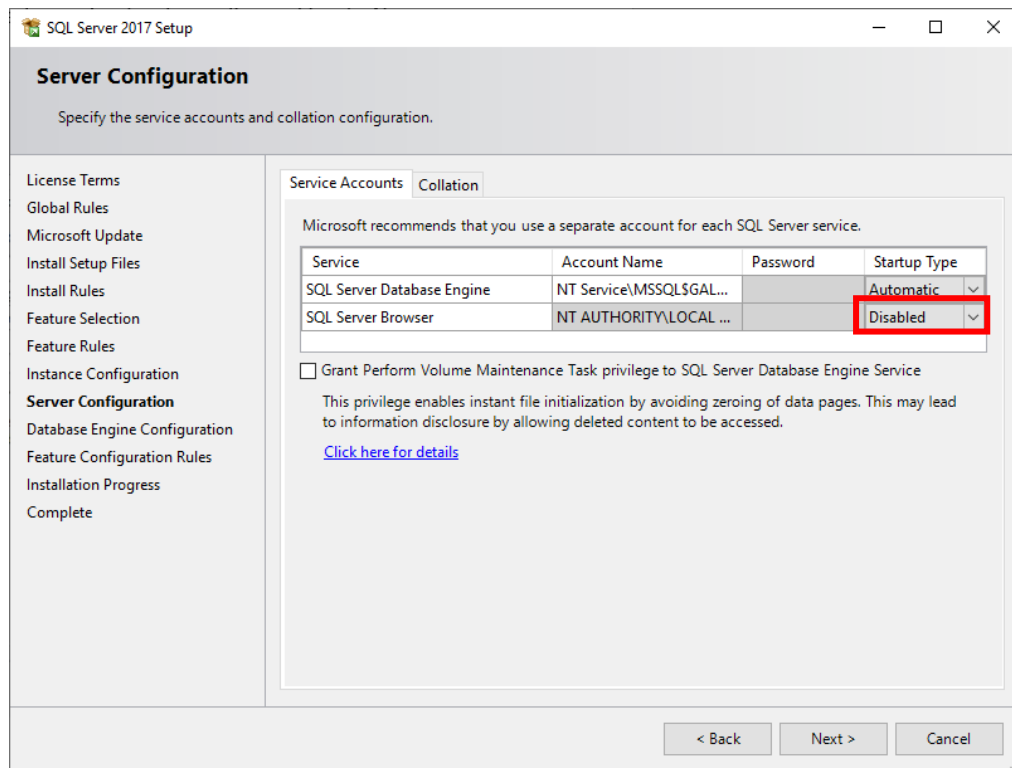 SQL Server 2017 Setup
Server Configuration
Specify the service accounts and collation configuration.
License Terms
Global Rules
Microsoft Update
Install Setup Files
Install Rules
Feature Selection
Feature Rules
Instance Configuration
Server Configuration
Database Engine Configuration
Feature Configuration Rules
Installation Progress
Complete
Service Accounts Collation
Microsoft recommends that you use a separate account for each SQL Server service.
Service Account Name Password Startup Type
SQL Server Database Engine NT Service\MSSQL$GAL... Automatic
SQL Server Browser NT AUTHORITY\LOCAL ... Disabled
Grant Perform Volume Maintenance Task privilege to SQL Server Database Engine Service
This privilege enables instant file initialization by avoiding zeroing of data pages. This may lead
to information disclosure by allowing deleted content to be accessed.
Click here for details
< Back Next > Cancel